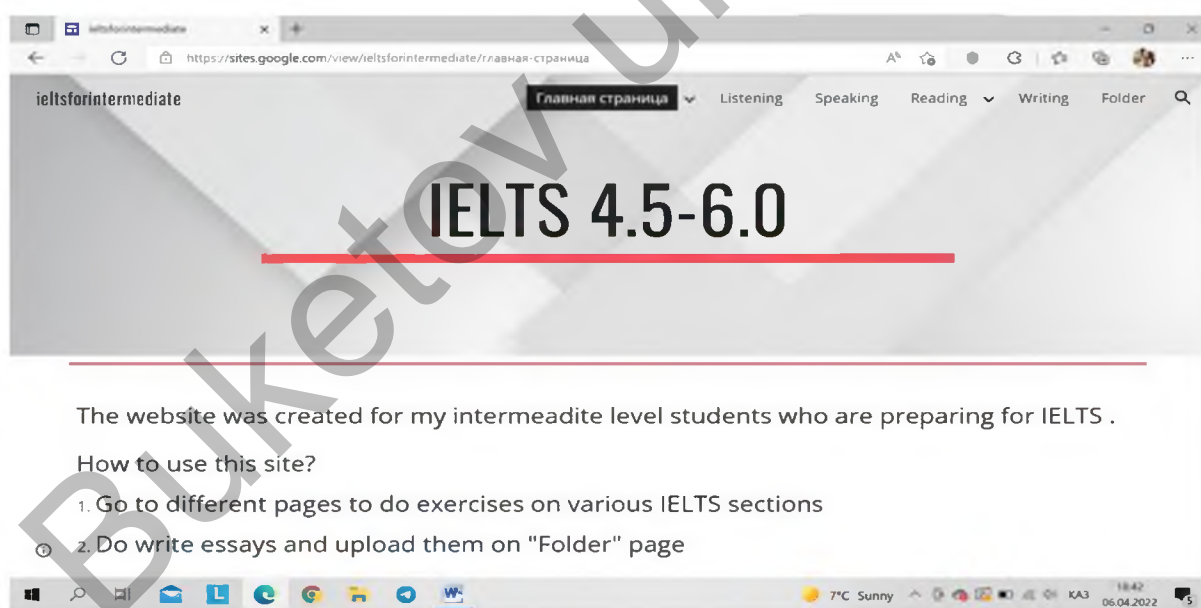 ieltsforintermediate
https://sites.google.com/view/ieltsforintermediate/главная-страница
ieltsforintermediate Главная страница Listening Speaking Reading Writing Folder
IELTS 4.5-6.0
The website was created for my intermeadite level students who are preparing for IELTS .
How to use this site?
1. Go to different pages to do exercises on various IELTS sections
2. Do write essays and upload them on "Folder" page
7°C Sunny КАЗ 18:42
06.04.2022